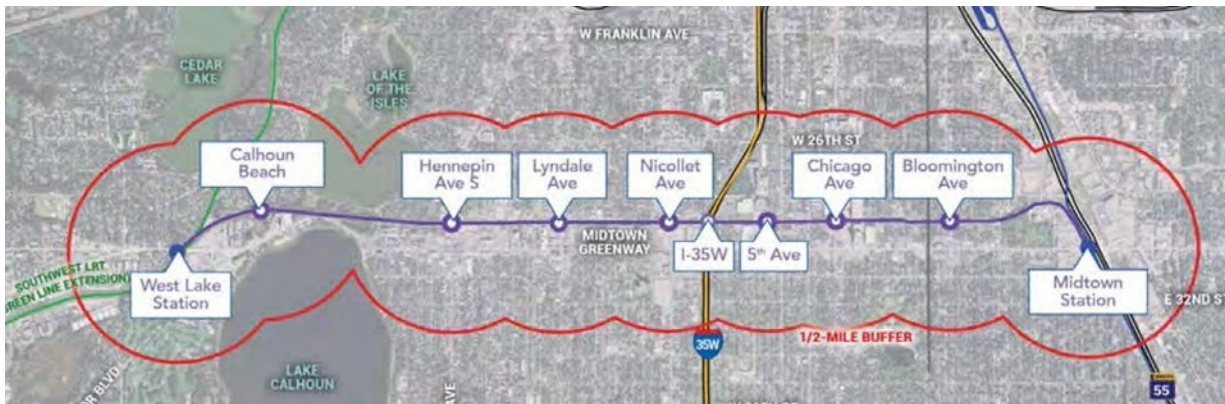 W FRANKLIN AVE
CEDAR
LAKE
LAKE
OF THE
ISLES
W 26TH ST
Calhoun
Beach
Hennepin
Ave S
Lyndale
Ave
Nicollet
Ave
Chicago
Ave
Bloomington
Ave
MIDTOWN
GREENWAY
I-35W
5th Ave
West Lake
Station
Midtown
Station
SOUTHWEST LRT
GREEN LINE EXTENSION)
E 32ND S
1/2-MILE BUFFER
35W
LAKE
CALHOUN
BLVD
AVE
55